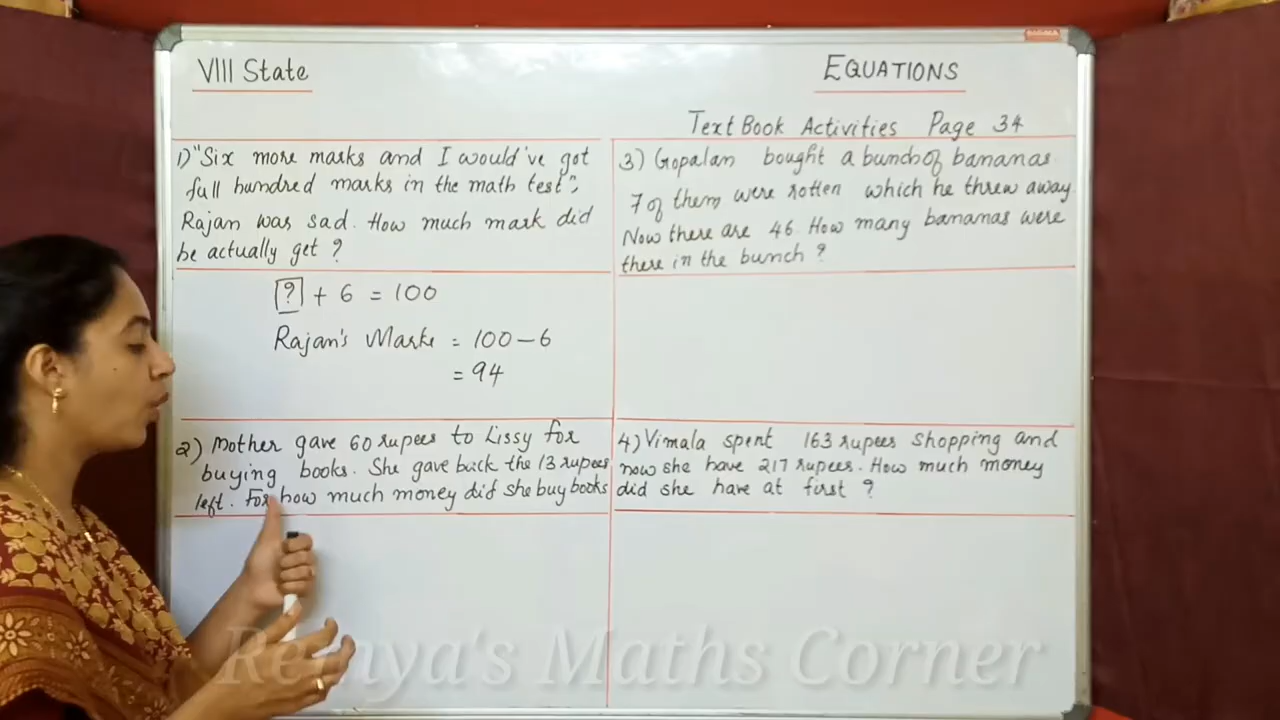 SIGMA
VIII State
EQUATIONS
Text Book Activities Page 34
1) "Six more marks and I would've got
full hundred marks in the math test",
Rajan was sad. How much mark did
he actually get ?
? + 6 = 100
Rajan's Marks = 100 - 6
= 94
2) Mother gave 60 rupees to Lissy for
buying books. She gave back the 13 rupees
left. For how much money did she buy books
3) Gopalan bought a bunch of bananas
7 of them were rotten which he threw away.
Now there are 46. How many bananas were
there in the bunch ?
4) Vimala spent 163 rupees shopping and
now she have 217 rupees. How much money
did she have at first ?
Remya's Maths Corner